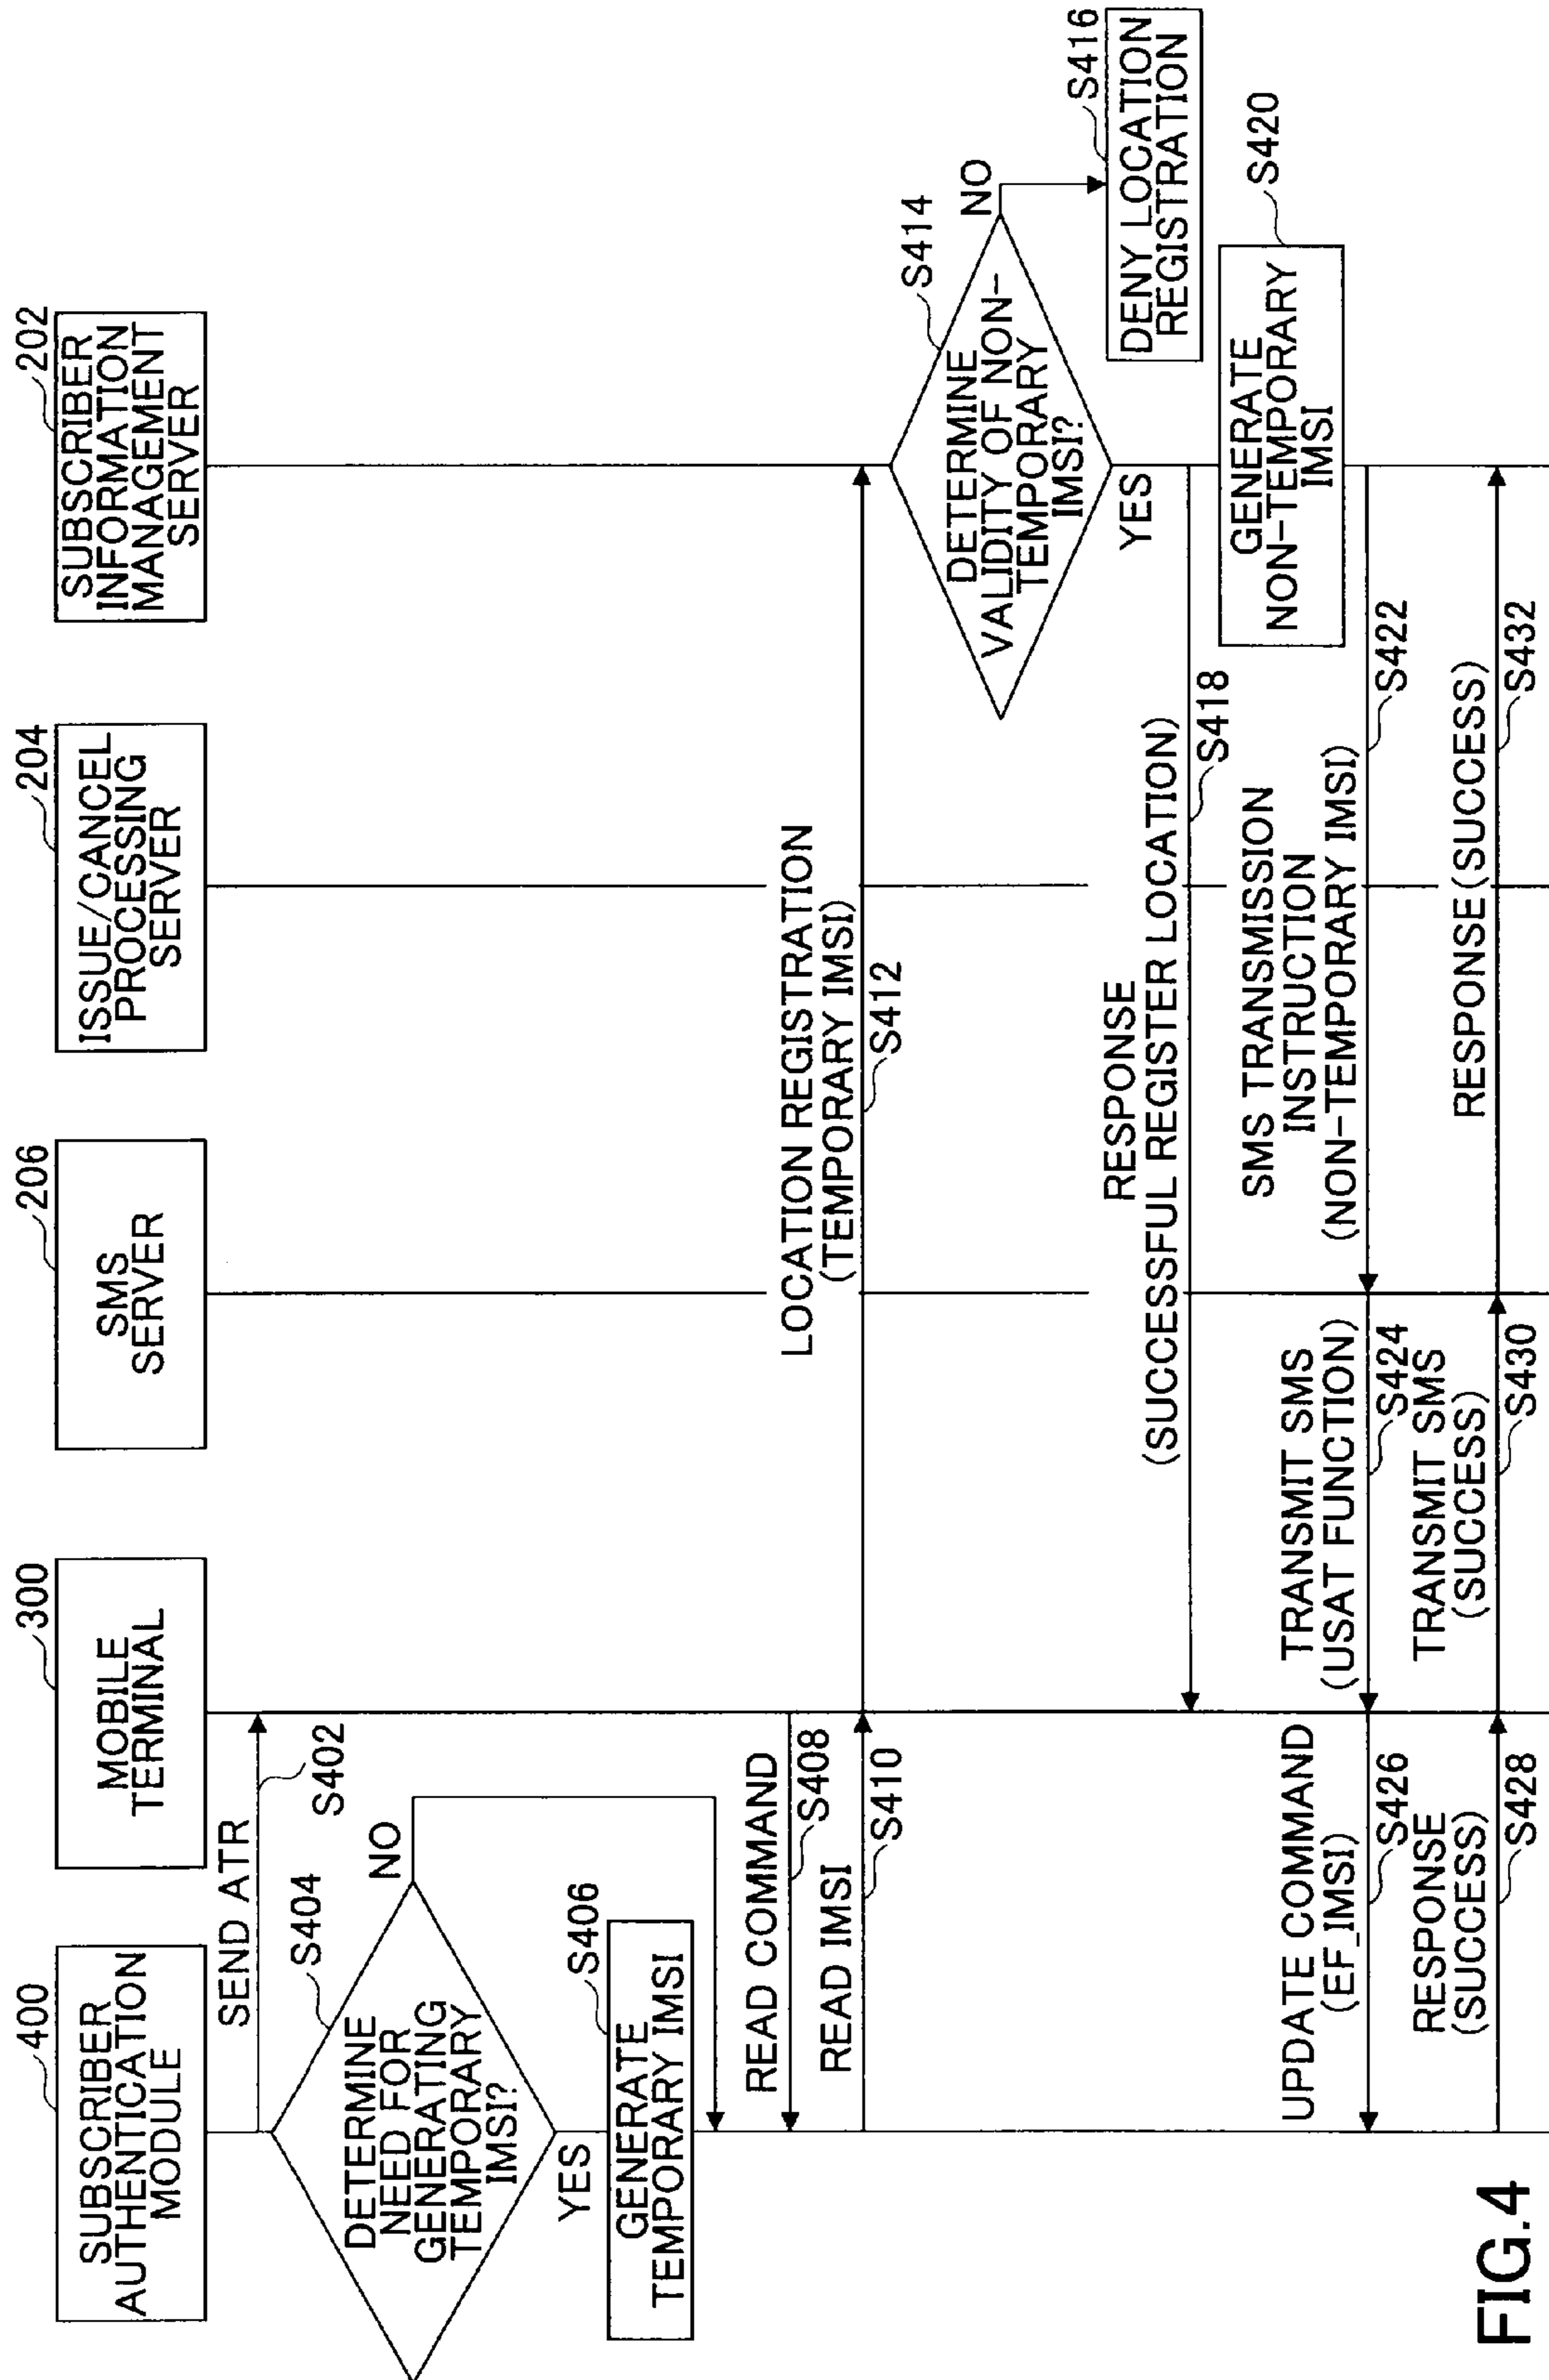 400
SUBSCRIBER
AUTHENTICATION
MODULE
300
MOBILE
TERMINAL
206
SMS
SERVER
204
ISSUE/CANCEL
PROCESSING
SERVER
202
SUBSCRIBER
INFORMATION
MANAGEMENT
SERVER
SEND ATR
S402
S404
DETERMINE
NEED FOR
GENERATING
TEMPORARY
IMSI?
NO
YES
S406
GENERATE
TEMPORARY IMSI
READ COMMAND
S408
READ IMSI
S410
LOCATION REGISTRATION
(TEMPORARY IMSI)
S412
S414
DETERMINE
VALIDITY OF NON-
TEMPORARY
IMSI?
NO
S416
DENY LOCATION
REGISTRATION
YES
RESPONSE
(SUCCESSFUL REGISTER LOCATION)
S418
S420
GENERATE
NON-TEMPORARY
IMSI
SMS TRANSMISSION
INSTRUCTION
(NON-TEMPORARY IMSI)
S422
TRANSMIT SMS
(USAT FUNCTION)
S424
UPDATE COMMAND
(EF_IMSI)
S426
RESPONSE
(SUCCESS)
S428
TRANSMIT SMS
(SUCCESS)
S430
RESPONSE (SUCCESS)
S432
FIG.4